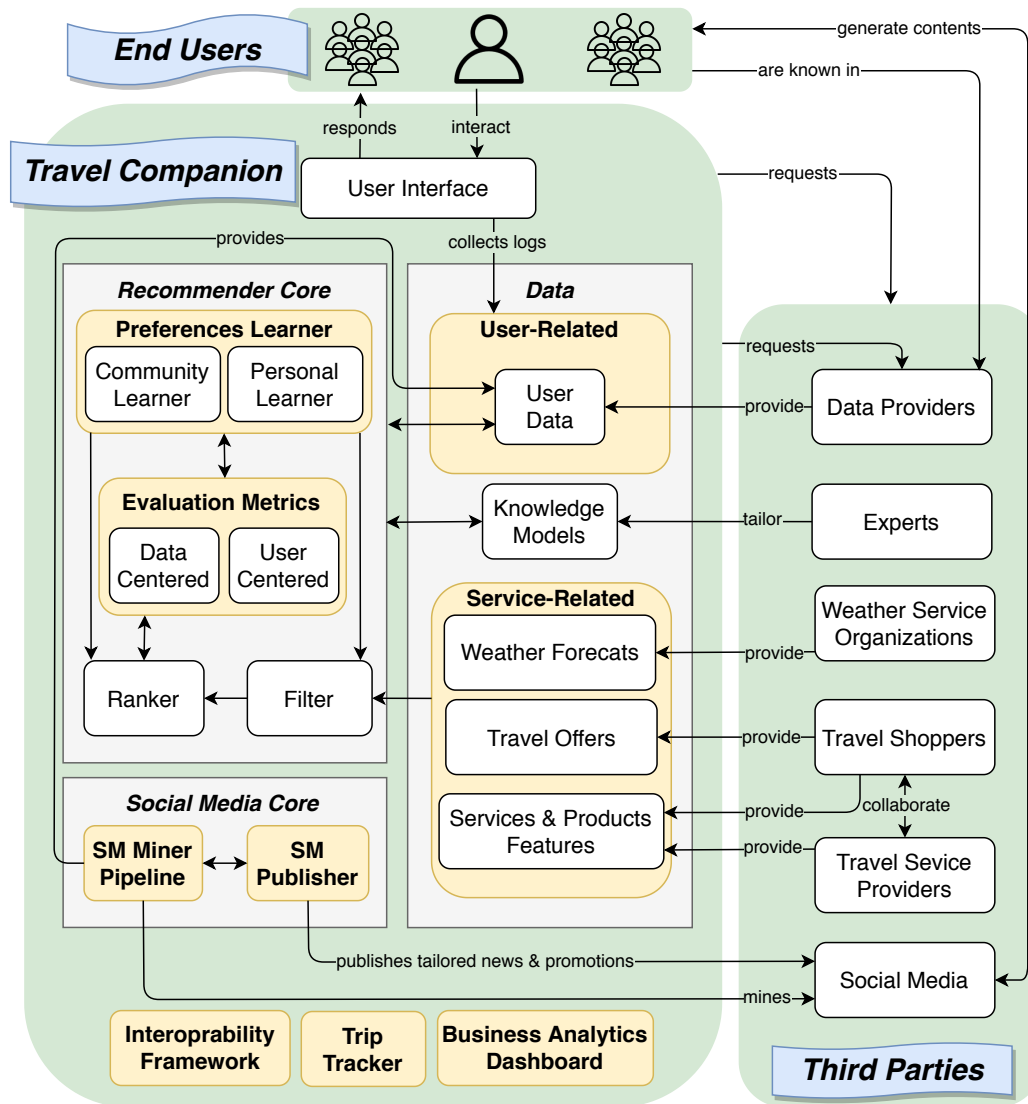 End Users
generate contents
are known in
responds
interact
Travel Companion
User Interface
requests
provides
collects logs
Recommender Core
Preferences Learner
Community
Learner
Personal
Learner
Evaluation Metrics
Data
Centered
User
Centered
Ranker
Filter
Data
User-Related
User
Data
Knowledge
Models
Service-Related
Weather Forecats
Travel Offers
Services & Products
Features
requests
provide
Data Providers
tailor
Experts
provide
Weather Service
Organizations
provide
Travel Shoppers
provide
collaborate
provide
Travel Sevice
Providers
Social Media Core
SM Miner
Pipeline
SM
Publisher
publishes tailored news & promotions
mines
Social Media
Interoprability
Framework
Trip
Tracker
Business Analytics
Dashboard
Third Parties